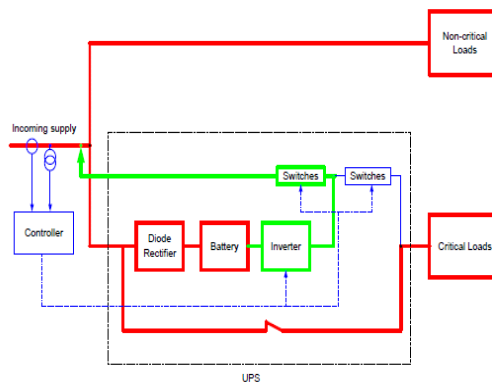 Non-critical
Loads
Incoming supply
Switches
Switches
Controller
Diode
Rectifier
Battery
Inverter
Critical Loads
UPS